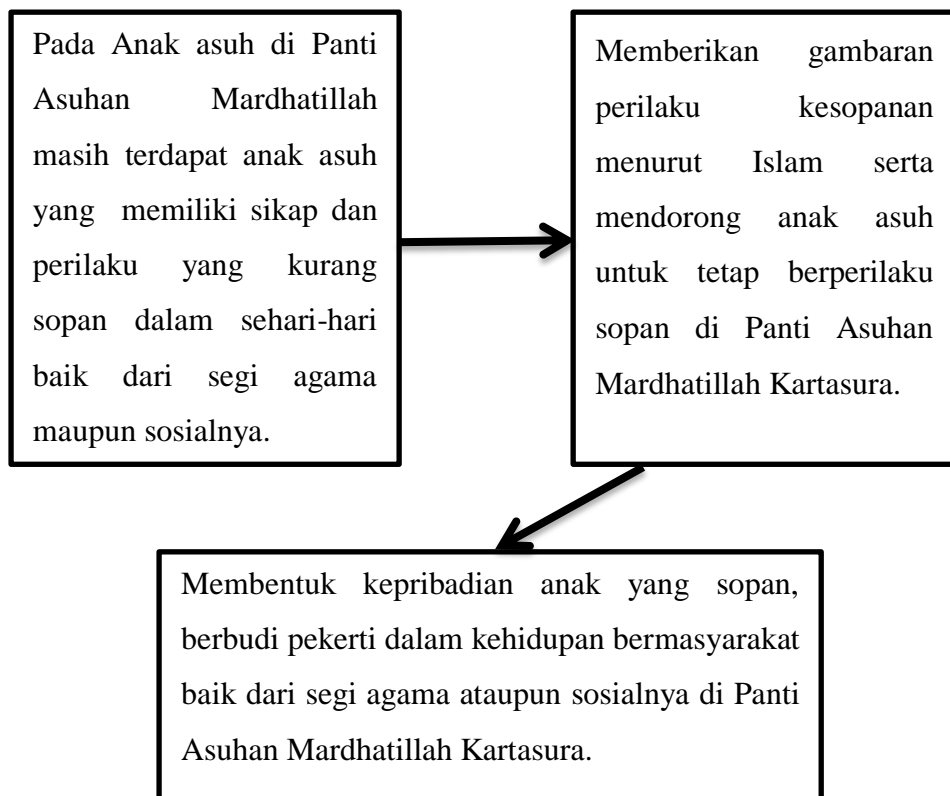 Pada Anak asuh di Panti
Asuhan Mardhatillah
masih terdapat anak asuh
yang memiliki sikap dan
perilaku yang kurang
sopan dalam sehari-hari
baik dari segi agama
maupun sosialnya.
Memberikan gambaran
perilaku kesopanan
menurut Islam serta
mendorong anak asuh
untuk tetap berperilaku
sopan di Panti Asuhan
Mardhatillah Kartasura.
Membentuk kepribadian anak yang sopan,
berbudi pekerti dalam kehidupan bermasyarakat
baik dari segi agama ataupun sosialnya di Panti
Asuhan Mardhatillah Kartasura.